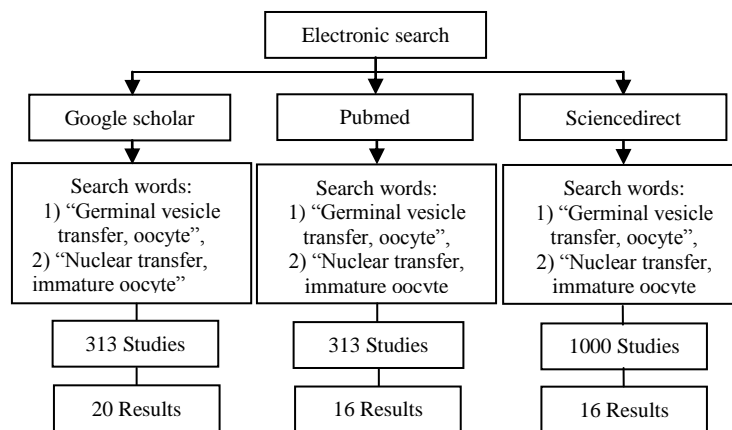 Electronic search
Google scholar
Pubmed
Sciencedirect
Search words:
1) “Germinal vesicle
transfer, oocyte”,
2) “Nuclear transfer,
immature oocyte”
Search words:
1) “Germinal vesicle
transfer, oocyte”,
2) “Nuclear transfer,
immature oocyte
Search words:
1) “Germinal vesicle
transfer, oocyte”,
2) “Nuclear transfer,
immature oocyte
313 Studies
313 Studies
1000 Studies
20 Results
16 Results
16 Results